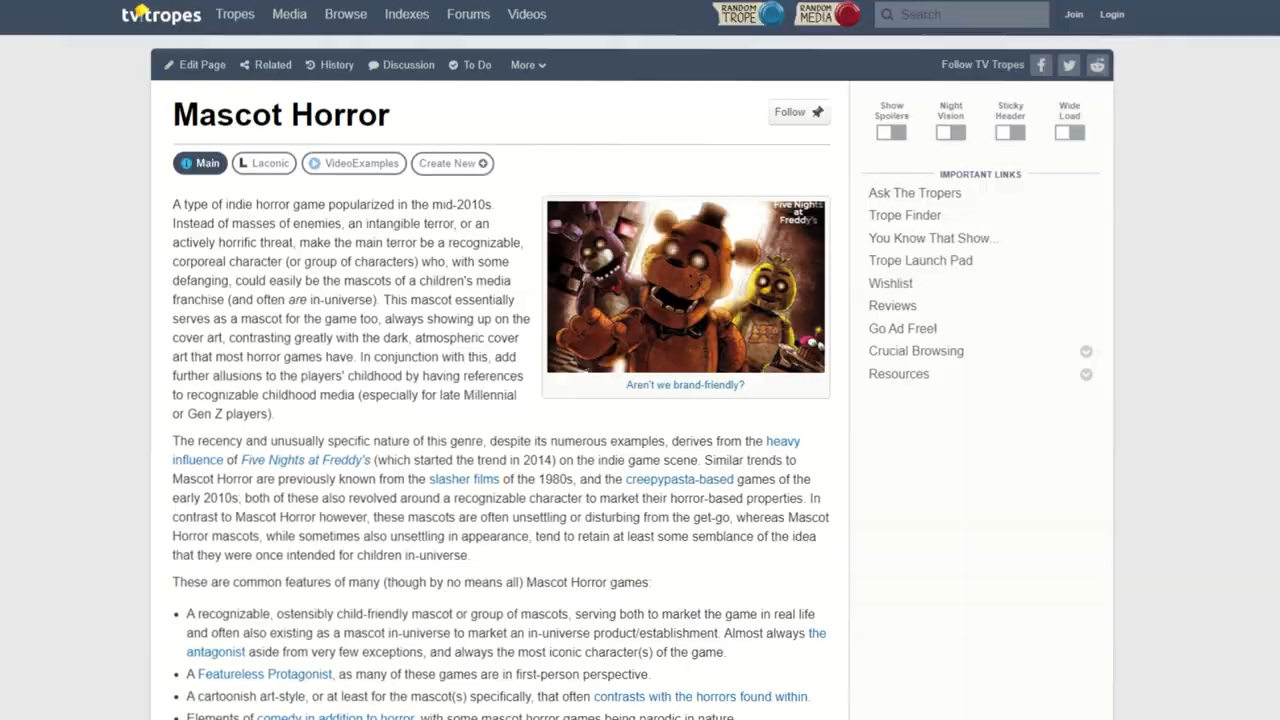 tvtropes Tropes Media Browse Indexes Forums Videos RANDOM TROPE RANDOM MEDIA Search Join Login
Edit Page Related History Discussion To Do More Follow TV Tropes
Mascot Horror
Follow
Main Laconic VideoExamples Create New
A type of indie horror game popularized in the mid-2010s.
Instead of masses of enemies, an intangible terror, or an
actively horrific threat, make the main terror be a recognizable,
corporeal character (or group of characters) who, with some
defanging, could easily be the mascots of a children's media
franchise (and often are in-universe). This mascot essentially
serves as a mascot for the game too, always showing up on the
cover art, contrasting greatly with the dark, atmospheric cover
art that most horror games have. In conjunction with this, add
further allusions to the players' childhood by having references
to recognizable childhood media (especially for late Millennial
or Gen Z players).
Five Nights
at
Freddy's
Aren't we brand-friendly?
The recency and unusually specific nature of this genre, despite its numerous examples, derives from the heavy
influence of Five Nights at Freddy's (which started the trend in 2014) on the indie game scene. Similar trends to
Mascot Horror are previously known from the slasher films of the 1980s, and the creepypasta-based games of the
early 2010s; both of these also revolved around a recognizable character to market their horror-based properties. In
contrast to Mascot Horror however, these mascots are often unsettling or disturbing from the get-go, whereas Mascot
Horror mascots, while sometimes also unsettling in appearance, tend to retain at least some semblance of the idea
that they were once intended for children in-universe.
These are common features of many (though by no means all) Mascot Horror games:
• A recognizable, ostensibly child-friendly mascot or group of mascots, serving both to market the game in real life
and often also existing as a mascot in-universe to market an in-universe product/establishment. Almost always the
antagonist aside from very few exceptions, and always the most iconic character(s) of the game.
• A Featureless Protagonist, as many of these games are in first-person perspective.
• A cartoonish art-style, or at least for the mascot(s) specifically, that often contrasts with the horrors found within.
• Elements of comedy in addition to horror, with some mascot horror games being parodic in nature.
Show Spoilers Night Vision Sticky Header Wide Load
IMPORTANT LINKS
Ask The Tropers
Trope Finder
You Know That Show...
Trope Launch Pad
Wishlist
Reviews
Go Ad Free!
Crucial Browsing
Resources